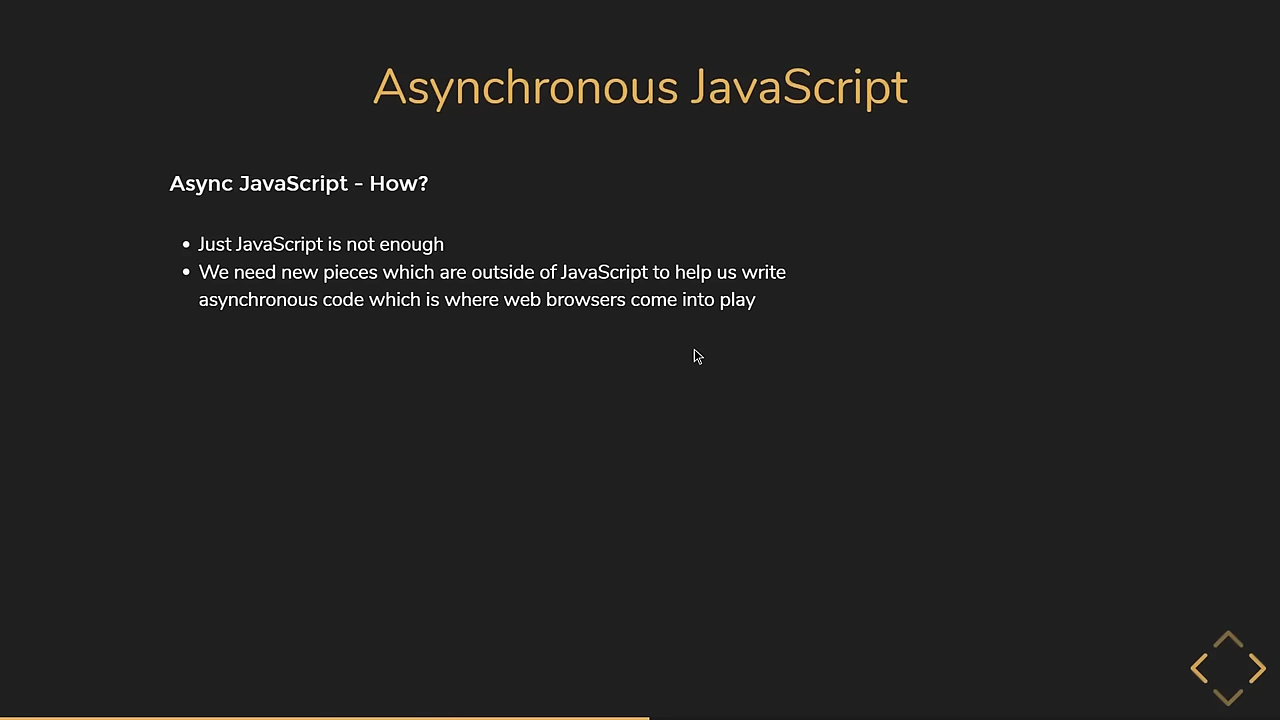 Asynchronous JavaScript
Async JavaScript - How?
• Just JavaScript is not enough
• We need new pieces which are outside of JavaScript to help us write
asynchronous code which is where web browsers come into play